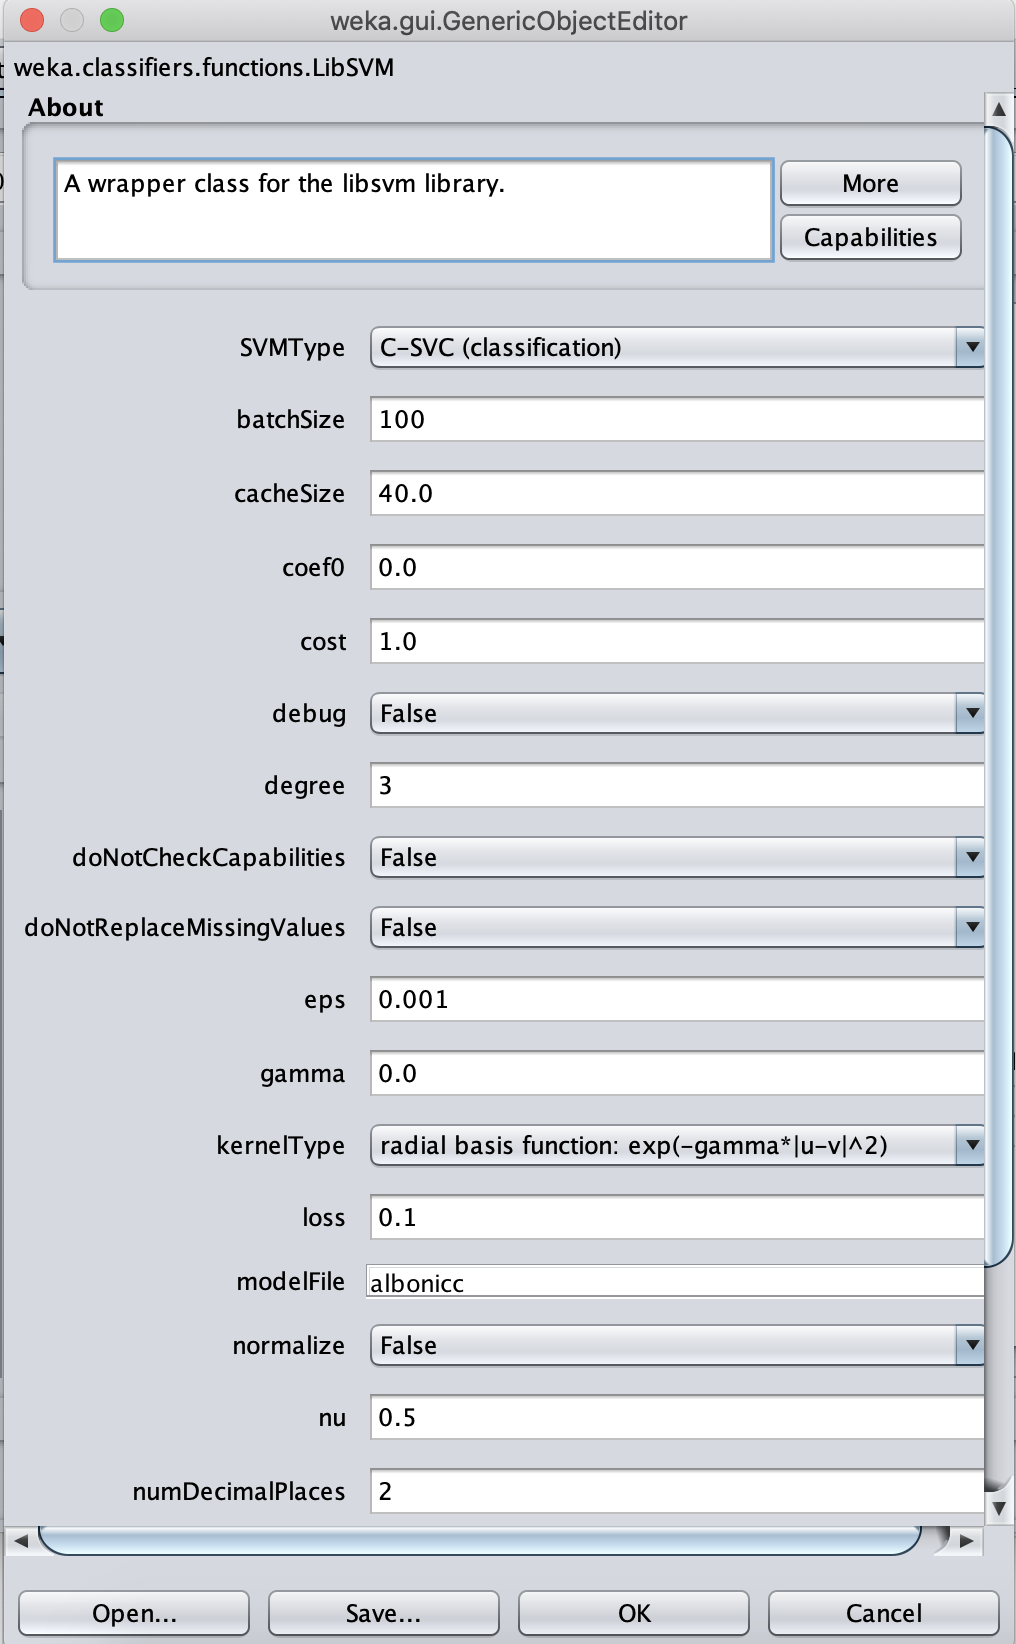 weka.gui.GenericObjectEditor
weka.classifiers.functions.LibSVM
About
A wrapper class for the libsvm library.
More
Capabilities
SVMType C-SVC (classification)
batchSize 100
cacheSize 40.0
coef0 0.0
cost 1.0
debug False
degree 3
doNotCheckCapabilities False
doNotReplaceMissingValues False
eps 0.001
gamma 0.0
kernelType radial basis function: exp(-gamma*|u-v|^2)
loss 0.1
modelFile albonicc
normalize False
nu 0.5
numDecimalPlaces 2
Open... Save... OK Cancel